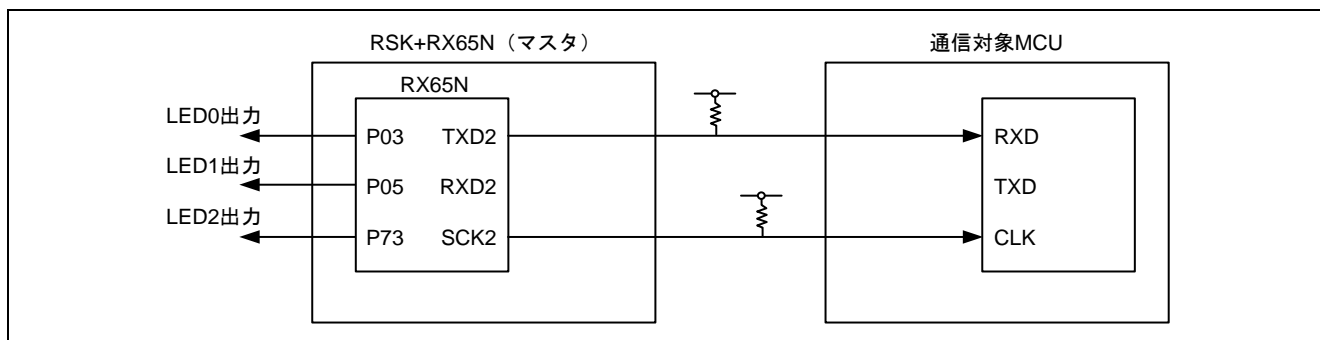 RSK+RX65N（マスタ）
通信対象MCU
RX65N
LED0出力
P03
TXD2
RXD
LED1出力
P05
RXD2
TXD
LED2出力
P73
SCK2
CLK